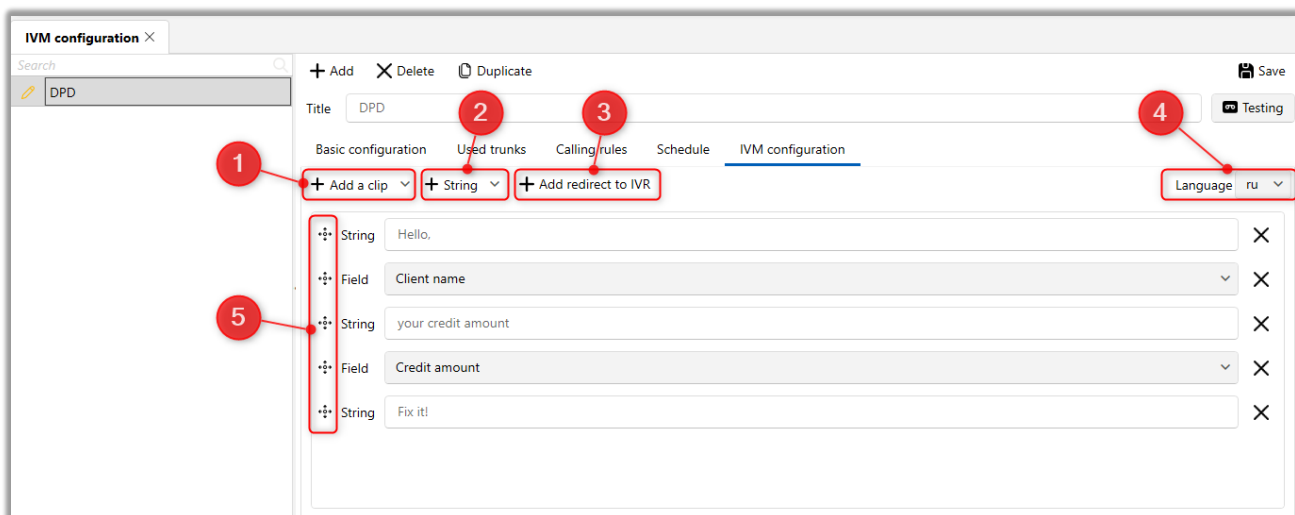 IVM configuration
Search
DPD
Add Delete Duplicate Save
Title DPD Testing
2 3 4
Basic configuration Used trunks Calling rules Schedule IVM configuration
1
Add a clip String Add redirect to IVR Language ru
String Hello,
Field Client name
5
String your credit amount
Field Credit amount
String Fix it!